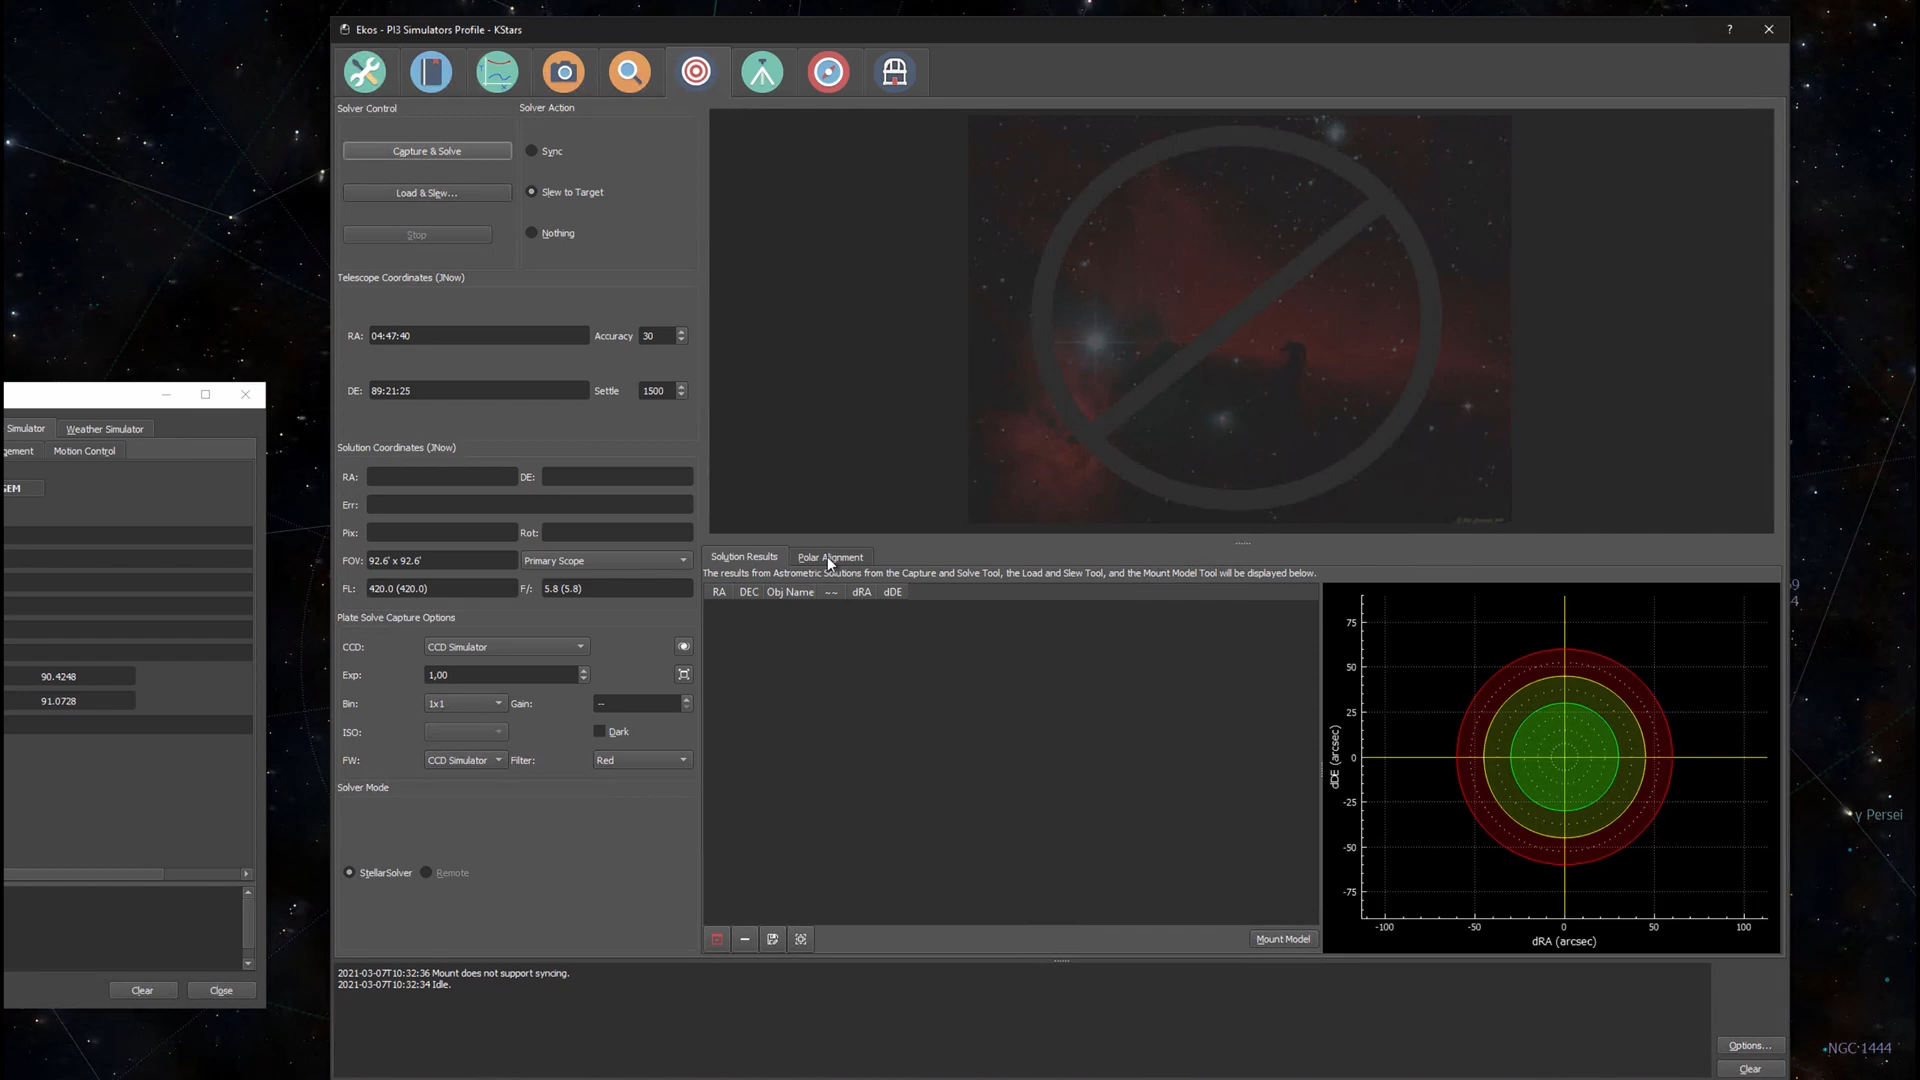 Ekos - PI3 Simulators Profile - KStars
?
Solver Control
Solver Action
Capture & Solve
Sync
Load & Slew...
Slew to Target
Stop
Nothing
Telescope Coordinates (JNow)
RA: 04:47:40 Accuracy 30
DE: 89:21:25 Settle 1500
Solution Coordinates (JNow)
RA: DE:
Err:
Pix: Rot:
FOV: 92.6' x 92.6' Primary Scope
FL: 420.0 (420.0) F/: 5.8 (5.8)
Plate Solve Capture Options
CCD: CCD Simulator
Exp: 1,00
Bin: 1x1 Gain: --
ISO: Dark
FW: CCD Simulator Filter: Red
Solver Mode
StellarSolver Remote
Solution Results Polar Alignment
The results from Astrometric Solutions from the Capture and Solve Tool, the Load and Slew Tool, and the Mount Model Tool will be displayed below.
RA DEC Obj Name ~~ dRA dDE
Mount Model
75
50
25
0
-25
-50
-75
dDE (arcsec)
-100 -50 0 50 100
dRA (arcsec)
2021-03-07T10:32:36 Mount does not support syncing.
2021-03-07T10:32:34 Idle.
Options...
Clear
Simulator Weather Simulator
gement Motion Control
GEM
90.4248
91.0728
Clear Close
9
4
γ Persei
NGC 1444